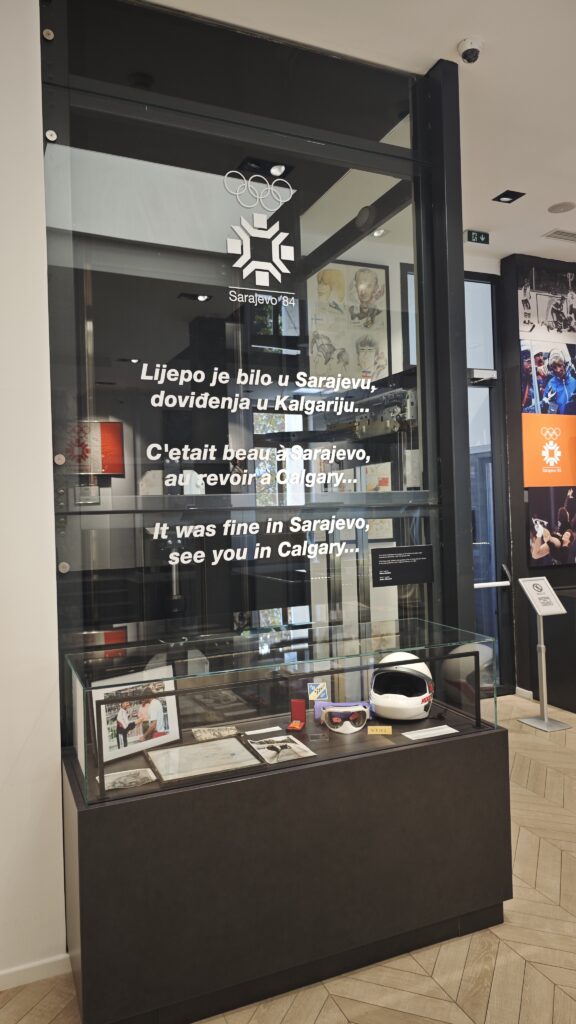 Sarajevo '84
'Lijepo je bilo u Sarajevu,
doviđenja u Kalgariju...
C'etait beau à Sarajevo,
au revoir à Calgary...
It was fine in Sarajevo,
see you in Calgary...